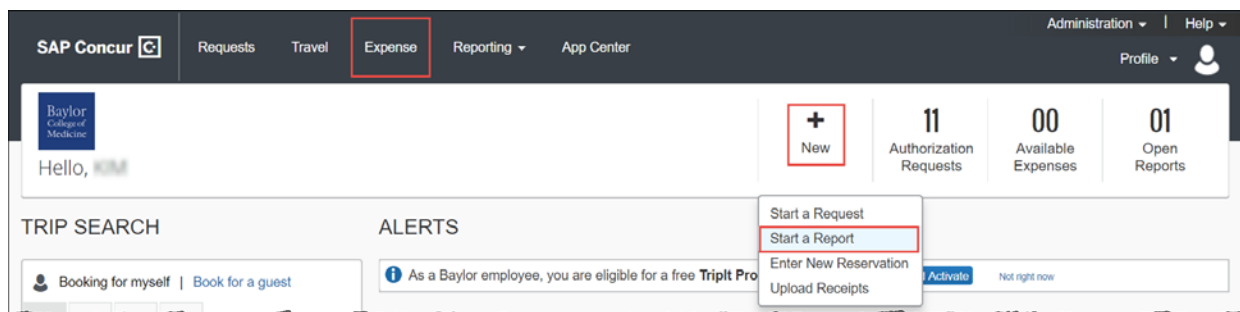 Administration | Help
SAP Concur C Requests Travel Expense Reporting App Center
Profile
Baylor
College of
Medicine
Hello,
+
New
11
Authorization
Requests
00
Available
Expenses
01
Open
Reports
Start a Request
Start a Report
Enter New Reservation
Upload Receipts
TRIP SEARCH
ALERTS
Booking for myself | Book for a guest
As a Baylor employee, you are eligible for a free TripIt Pro
Activate
Not right now